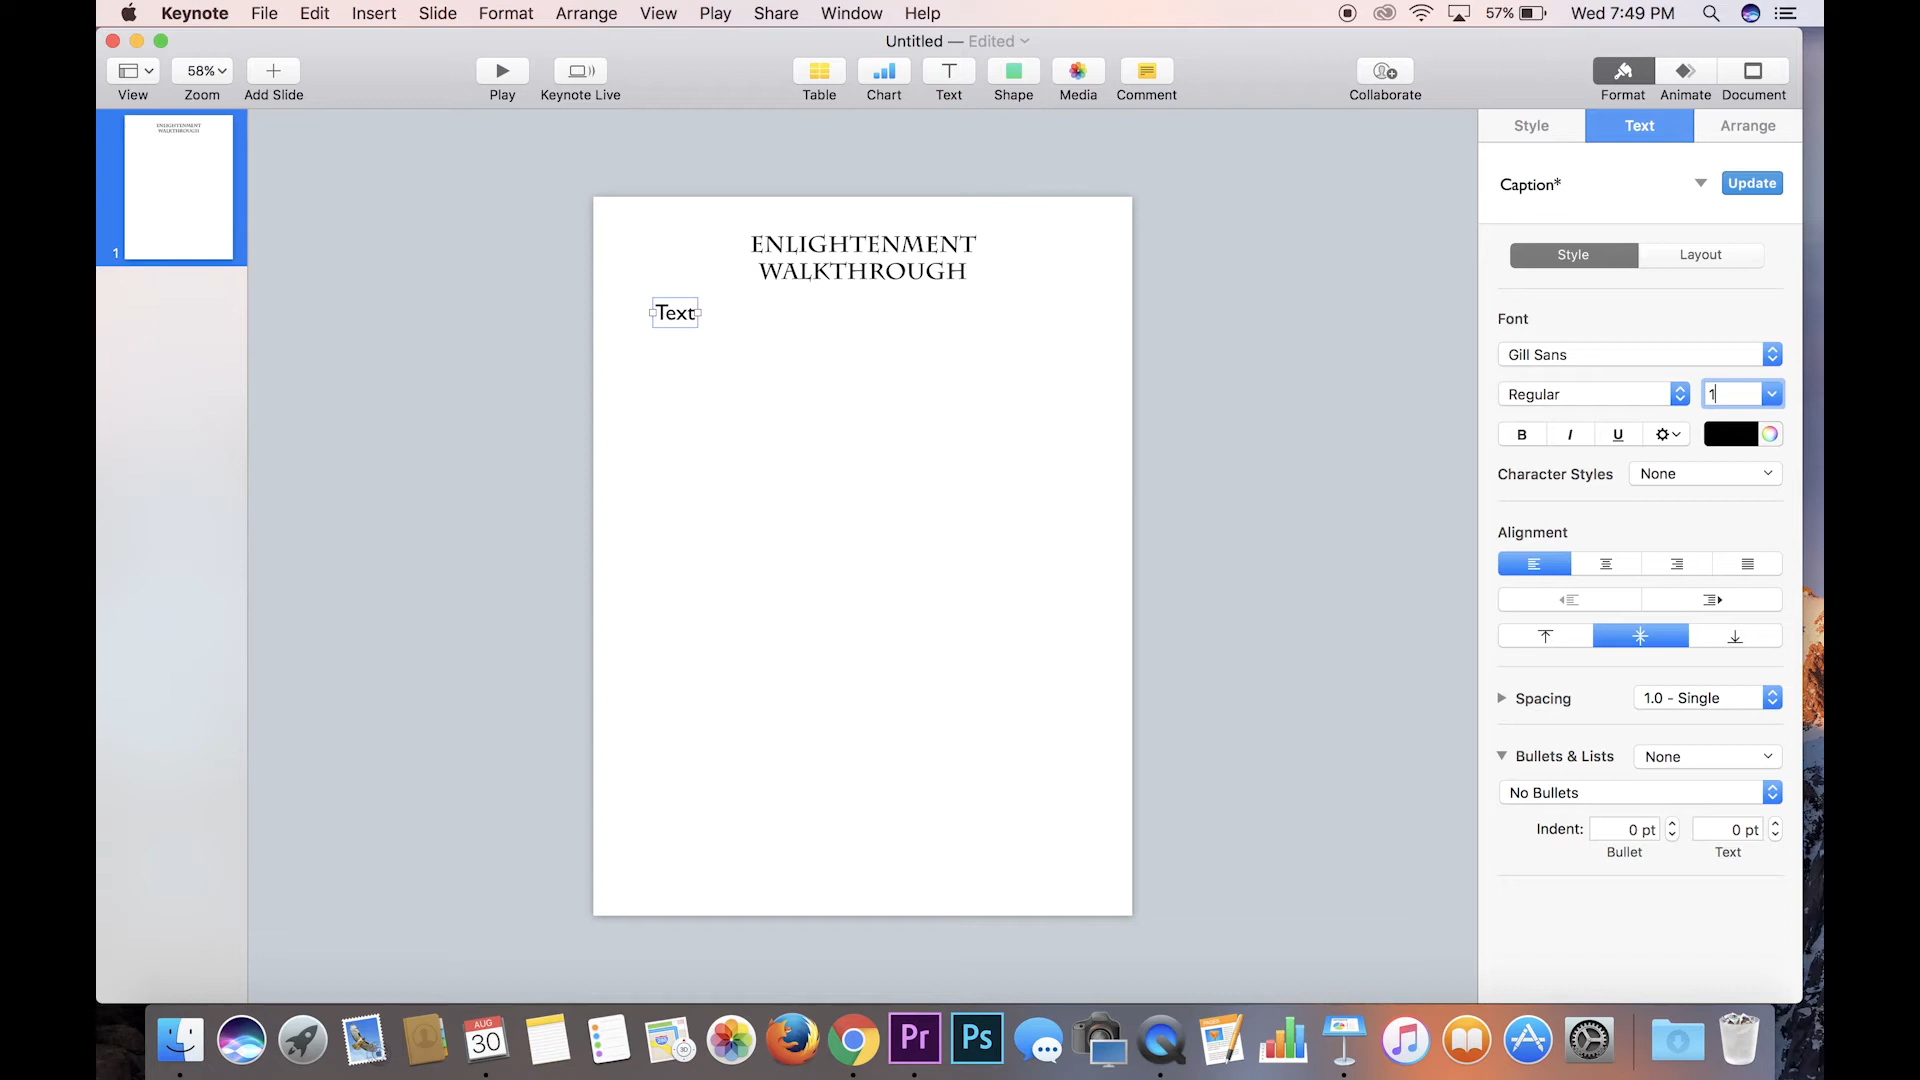 Keynote File Edit Insert Slide Format Arrange View Play Share Window Help 57% Wed 7:49 PM
Untitled — Edited
58%
View Zoom Add Slide Play Keynote Live Table Chart Text Shape Media Comment Collaborate Format Animate Document
Style Text Arrange
ENLIGHTENMENT
WALKTHROUGH
1
Caption* Update
Style Layout
ENLIGHTENMENT
WALKTHROUGH
Text
Font
Gill Sans
Regular 1
B I U
Character Styles None
Alignment
Spacing 1.0 - Single
Bullets & Lists None
No Bullets
Indent: 0 pt 0 pt
Bullet Text
AUG
30
Pr Ps